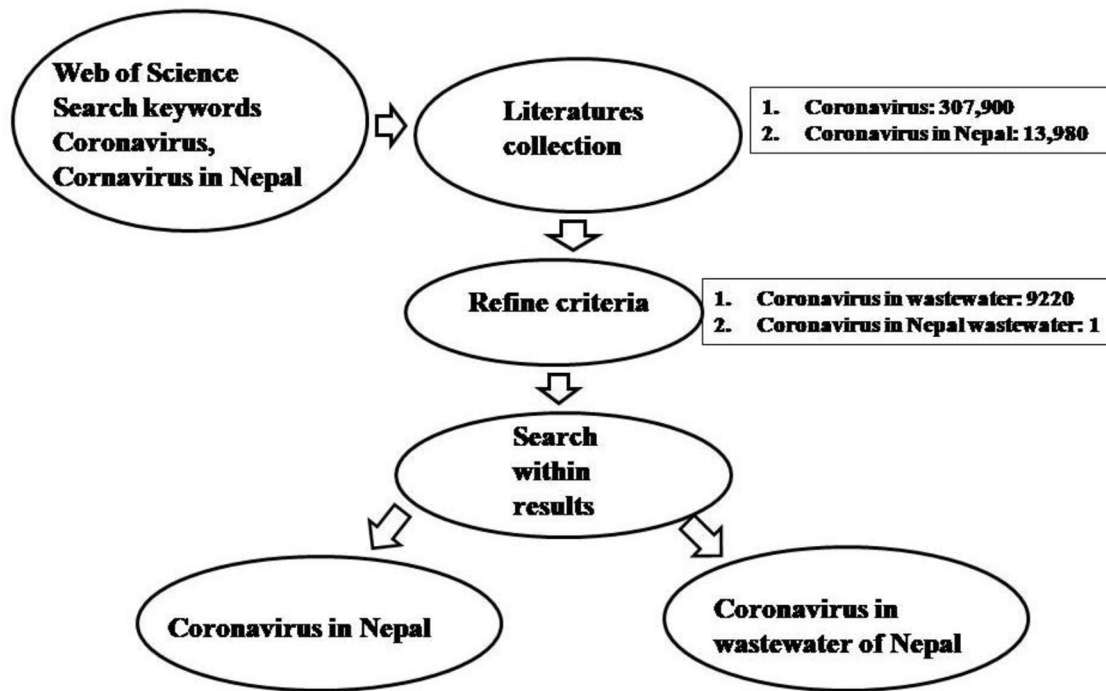 Web of Science
Search keywords
Coronavirus,
Cornavirus in Nepal
Literatures
collection
1. Coronavirus: 307,900
2. Coronavirus in Nepal: 13,980
Refine criteria
1. Coronavirus in wastewater: 9220
2. Coronavirus in Nepal wastewater: 1
Search
within
results
Coronavirus in Nepal
Coronavirus in
wastewater of Nepal